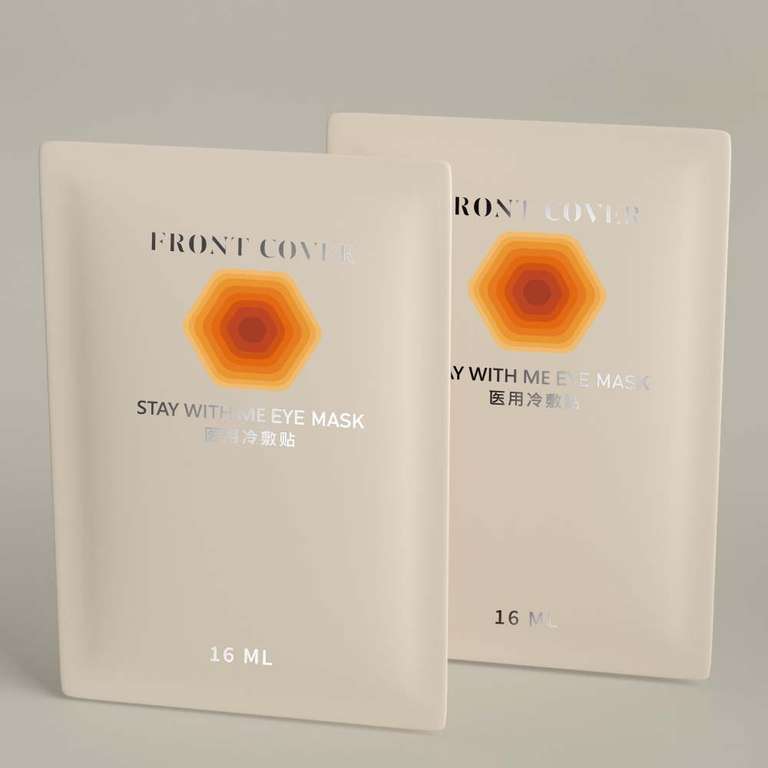 FRONT COVER
STAY WITH ME EYE MASK
医用冷敷贴
16 ML
RONT COVER
AY WITH ME EYE MASK
医用冷敷贴
16 ML